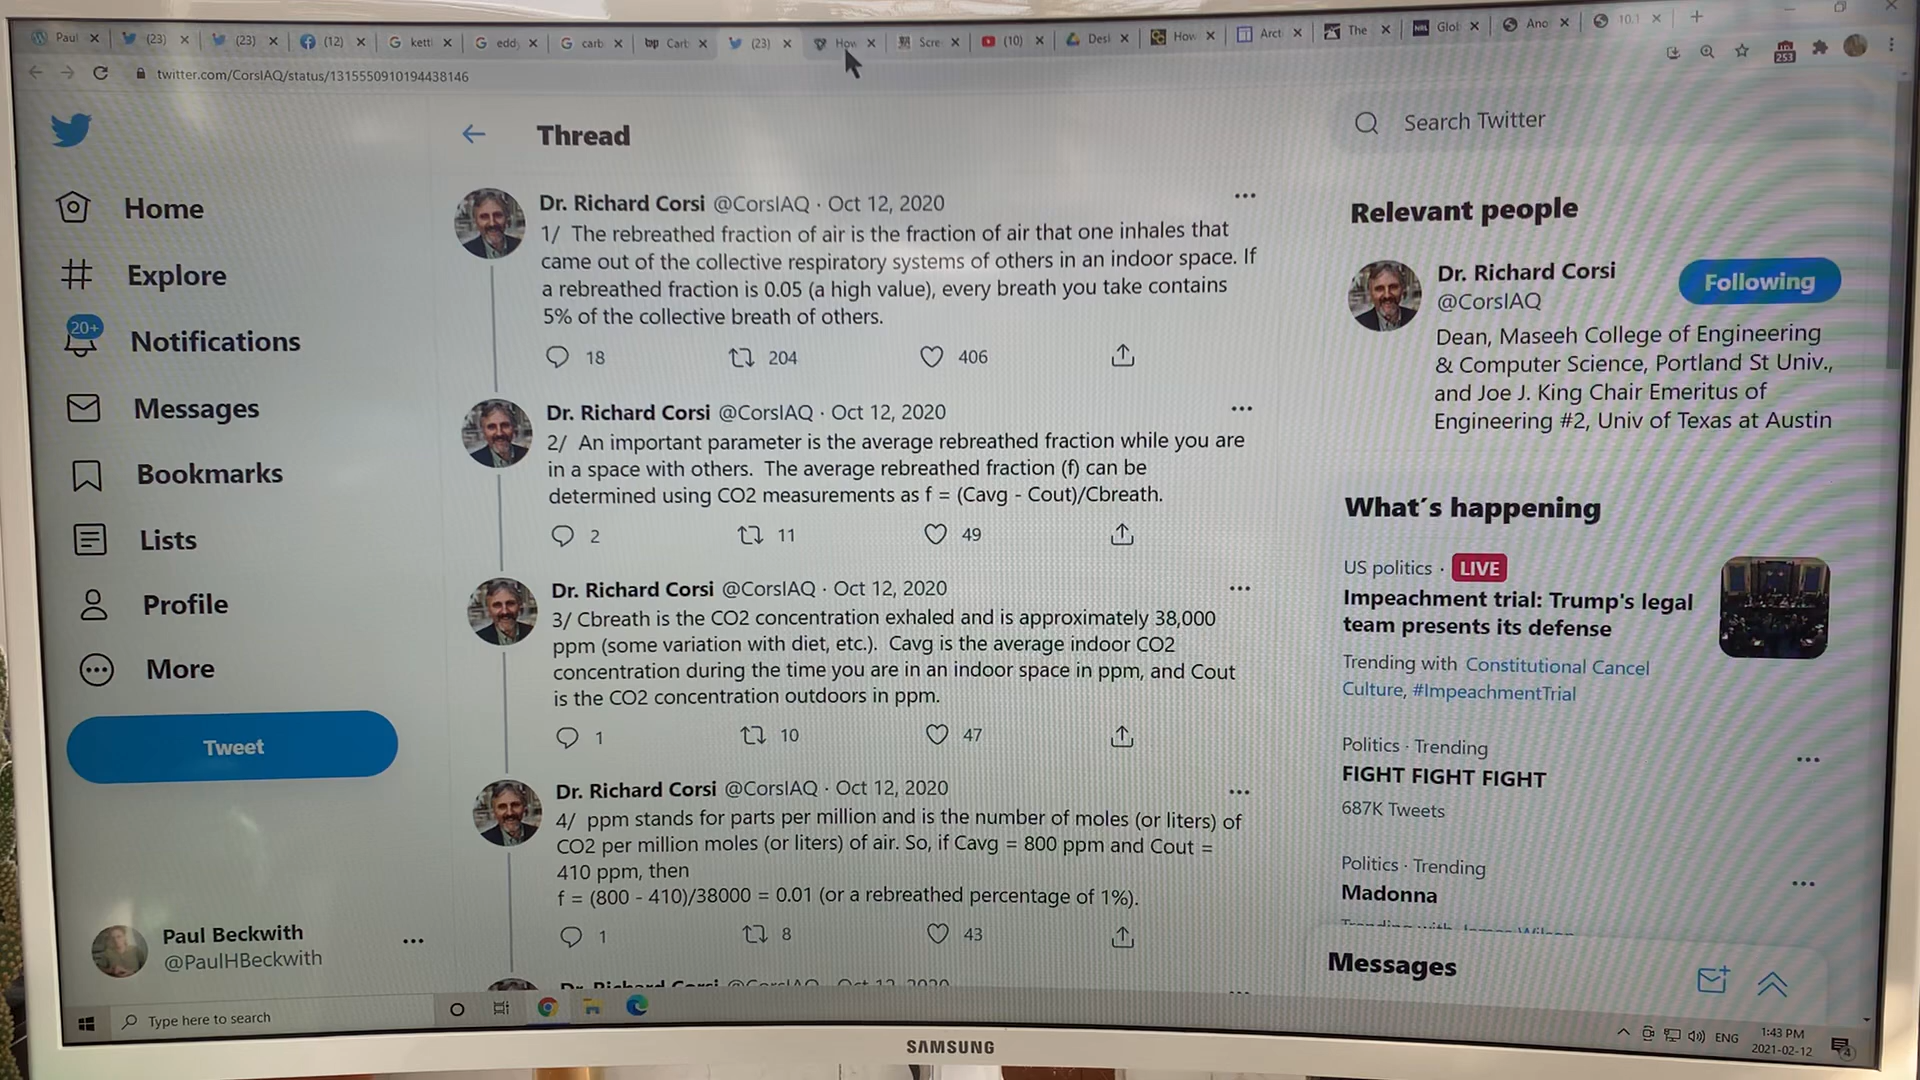 Paul
(23)
(23)
(12)
kettl
edd
carb
Cart
(23)
How
Scre
(10)
Desi
How
Arct
The
Glol
Ano
10.1
twitter.com/CorsIAQ/status/1315550910194438146
253
Home
Explore
20+
Notifications
Messages
Bookmarks
Lists
Profile
More
Tweet
Paul Beckwith
@PaulHBeckwith
Thread
Dr. Richard Corsi @CorsIAQ · Oct 12, 2020
1/ The rebreathed fraction of air is the fraction of air that one inhales that
came out of the collective respiratory systems of others in an indoor space. If
a rebreathed fraction is 0.05 (a high value), every breath you take contains
5% of the collective breath of others.
18 204 406
Dr. Richard Corsi @CorsIAQ · Oct 12, 2020
2/ An important parameter is the average rebreathed fraction while you are
in a space with others. The average rebreathed fraction (f) can be
determined using CO2 measurements as f = (Cavg - Cout)/Cbreath.
2 11 49
Dr. Richard Corsi @CorsIAQ · Oct 12, 2020
3/ Cbreath is the CO2 concentration exhaled and is approximately 38,000
ppm (some variation with diet, etc.). Cavg is the average indoor CO2
concentration during the time you are in an indoor space in ppm, and Cout
is the CO2 concentration outdoors in ppm.
1 10 47
Dr. Richard Corsi @CorsIAQ · Oct 12, 2020
4/ ppm stands for parts per million and is the number of moles (or liters) of
CO2 per million moles (or liters) of air. So, if Cavg = 800 ppm and Cout =
410 ppm, then
f = (800 - 410)/38000 = 0.01 (or a rebreathed percentage of 1%).
1 8 43
Dr. Richard Corsi @CorsIAQ Oct 12, 2020
Search Twitter
Relevant people
Dr. Richard Corsi
@CorsIAQ
Following
Dean, Maseeh College of Engineering
& Computer Science, Portland St Univ.,
and Joe J. King Chair Emeritus of
Engineering #2, Univ of Texas at Austin
What's happening
US politics · LIVE
Impeachment trial: Trump's legal
team presents its defense
Trending with Constitutional Cancel
Culture, #ImpeachmentTrial
Politics · Trending
FIGHT FIGHT FIGHT
687K Tweets
Politics · Trending
Madonna
Trending with James Wilson
Messages
Type here to search
ENG
1:43 PM
2021-02-12
4
SAMSUNG